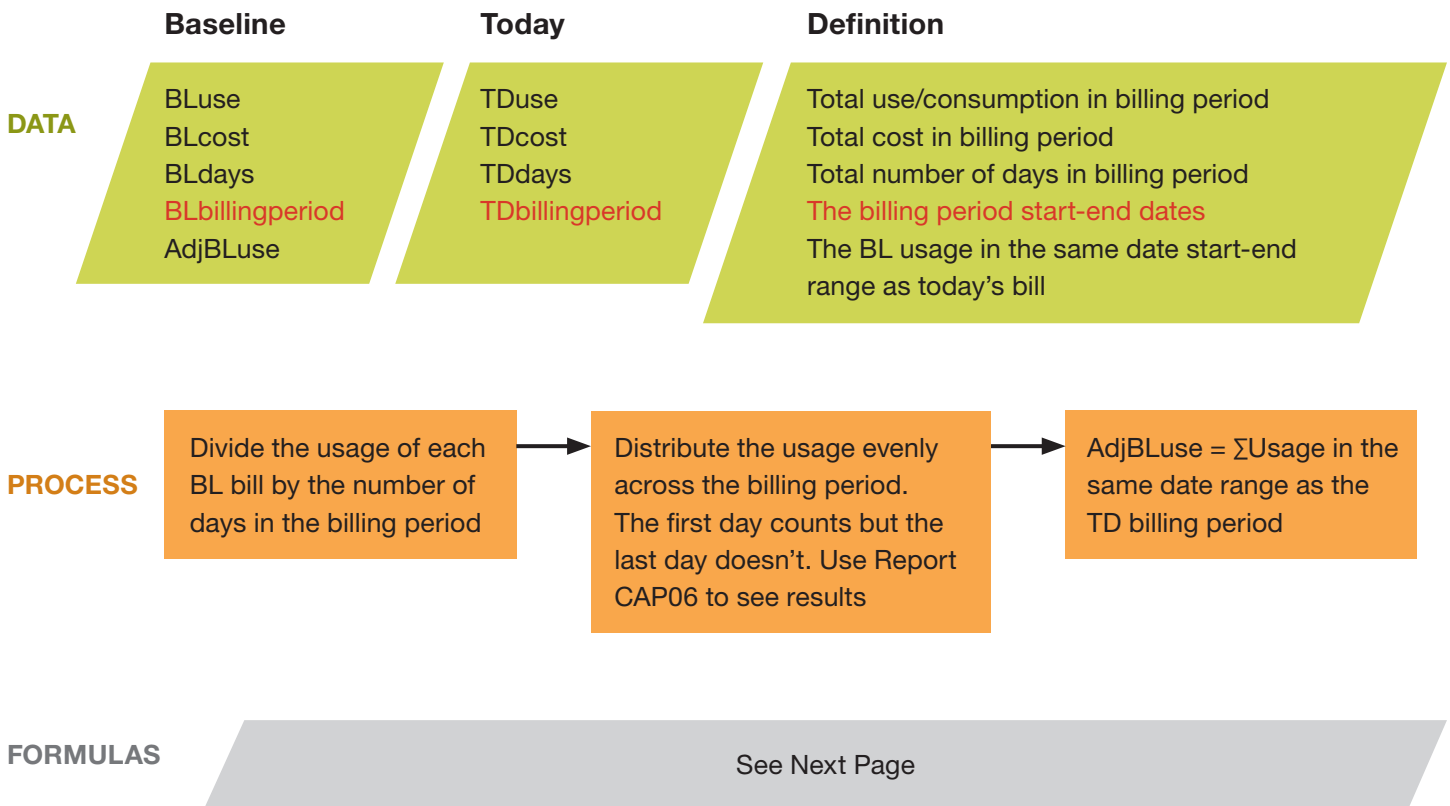 Baseline
Today
Definition
DATA
BLuse
BLcost
BLdays
BLbillingperiod
AdjBLuse
TDuse
TDcost
TDdays
TDbillingperiod
Total use/consumption in billing period
Total cost in billing period
Total number of days in billing period
The billing period start-end dates
The BL usage in the same date start-end
range as today’s bill
PROCESS
Divide the usage of each
BL bill by the number of
days in the billing period
Distribute the usage evenly
across the billing period.
The first day counts but the
last day doesn’t. Use Report
CAP06 to see results
AdjBLuse = ∑Usage in the
same date range as the
TD billing period
FORMULAS
See Next Page